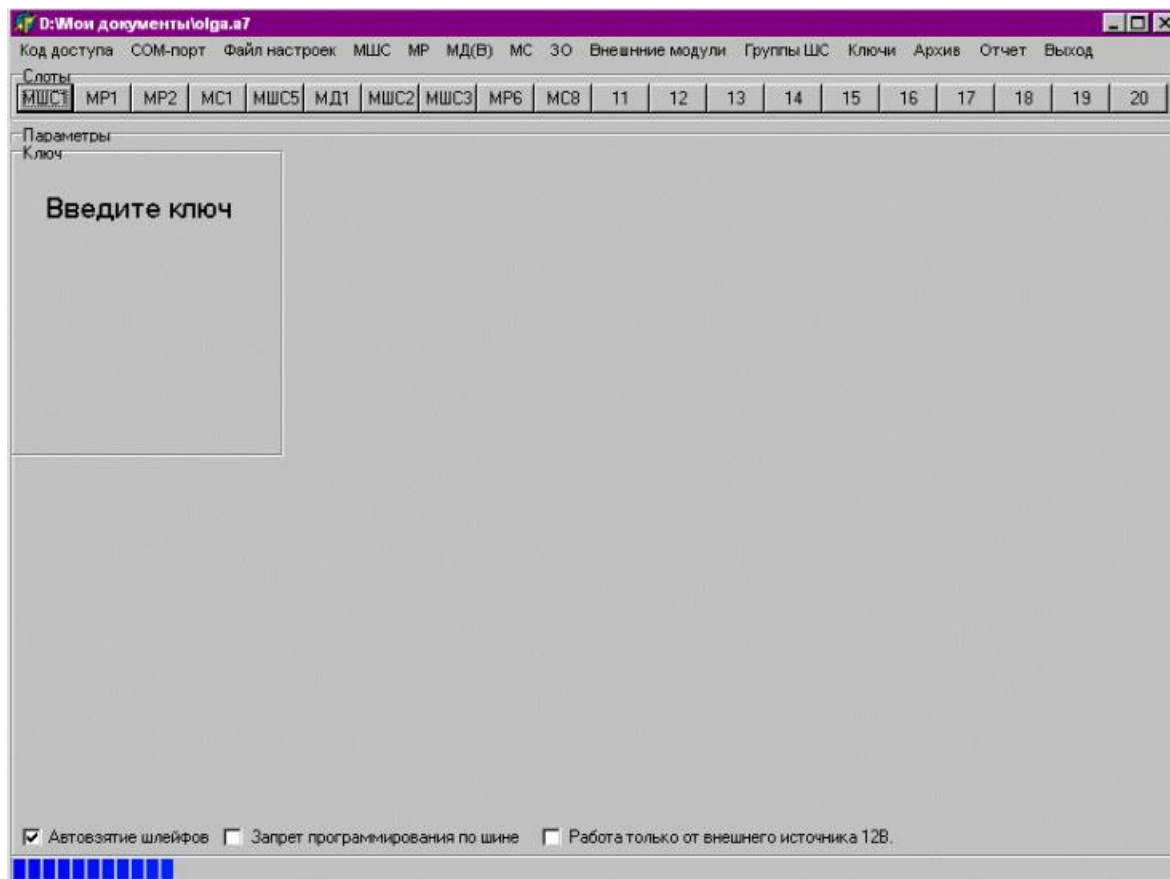 D:\Мои документы\olga.a7
Код доступа СОМ-порт Файл настроек МШС МР МД(В) МС ЗО Внешнние модули Группы ШС Ключи Архив Отчет Выход
Слоты
МШС1 МР1 МР2 МС1 МШС5 МД1 МШС2 МШС3 МР6 МС8 11 12 13 14 15 16 17 18 19 20
Параметры
Ключ
Введите ключ
Автовзятие шлейфов Запрет программирования по шине Работа только от внешнего источника 12В.